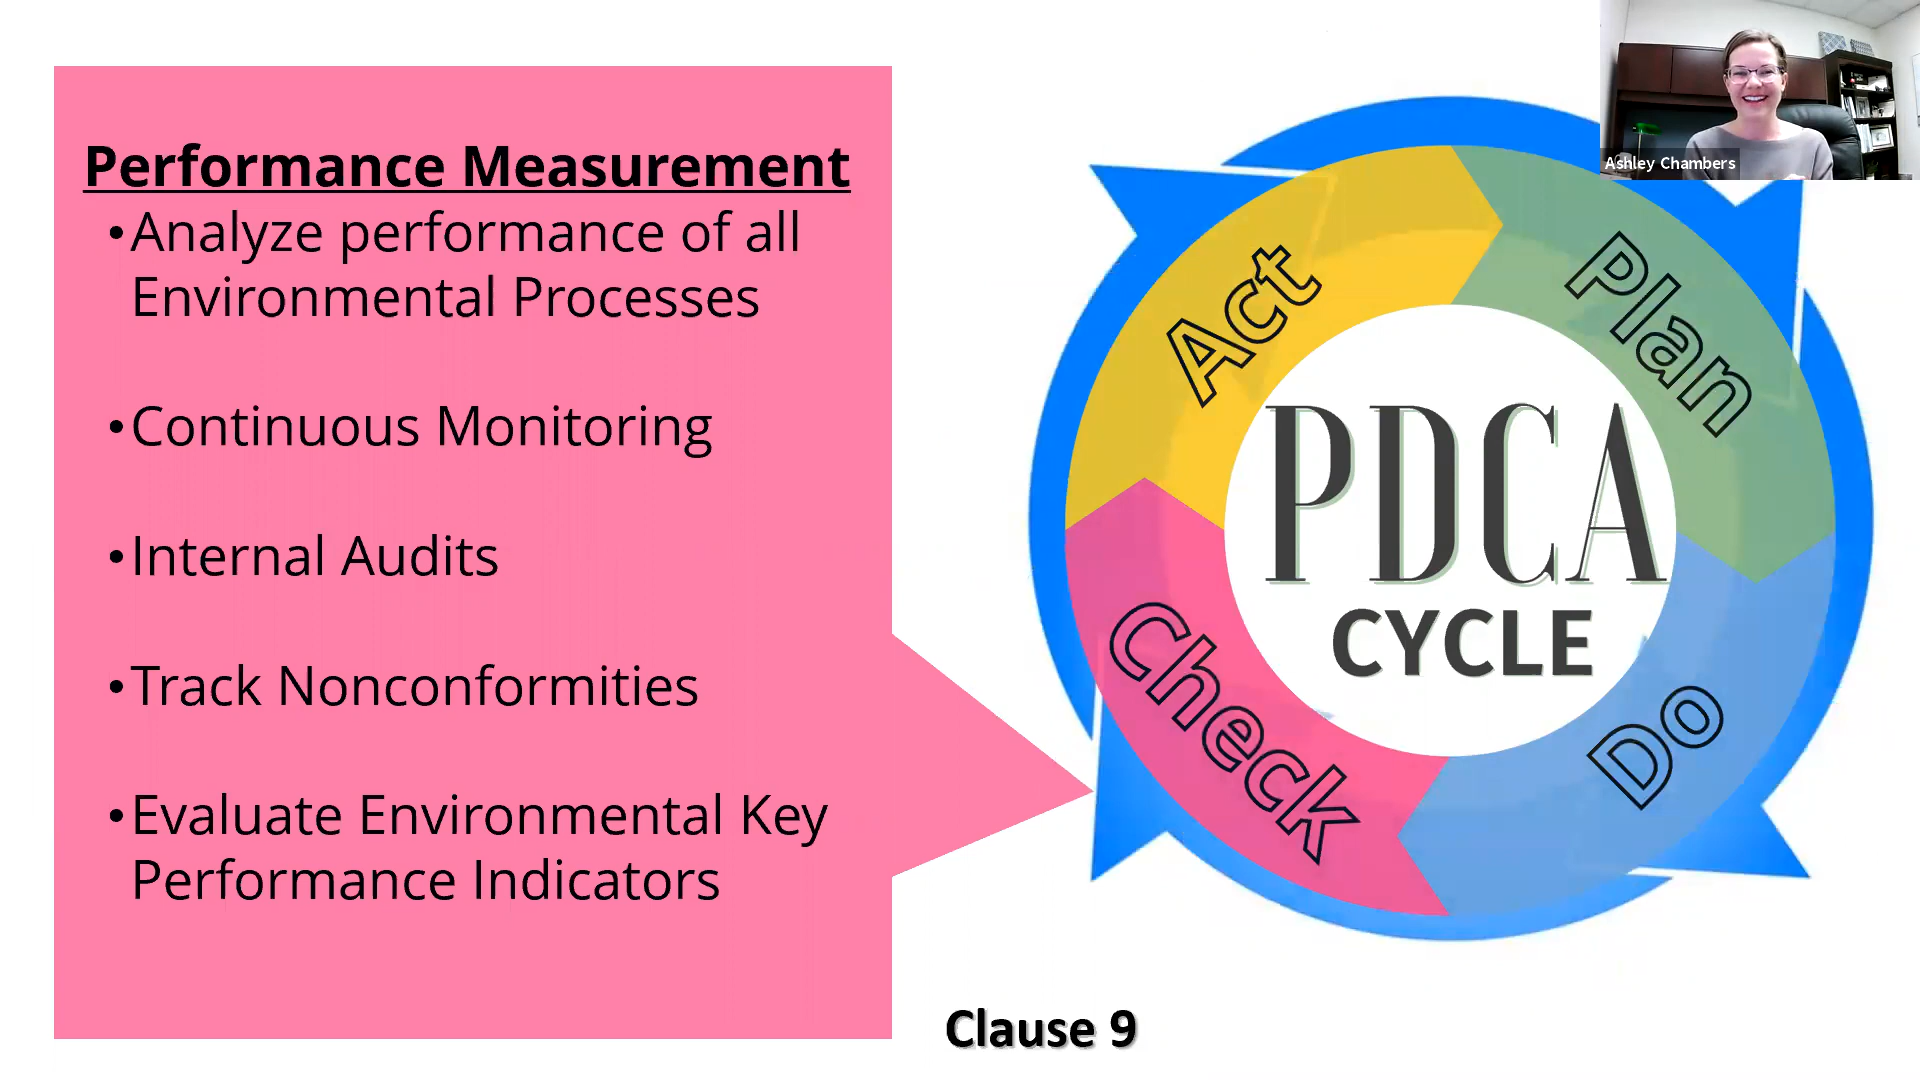 Performance Measurement
•Analyze performance of all
Environmental Processes
•Continuous Monitoring
•Internal Audits
•Track Nonconformities
•Evaluate Environmental Key
Performance Indicators
Act
Plan
PDCA
CYCLE
Check
Do
Clause 9
Ashley Chambers